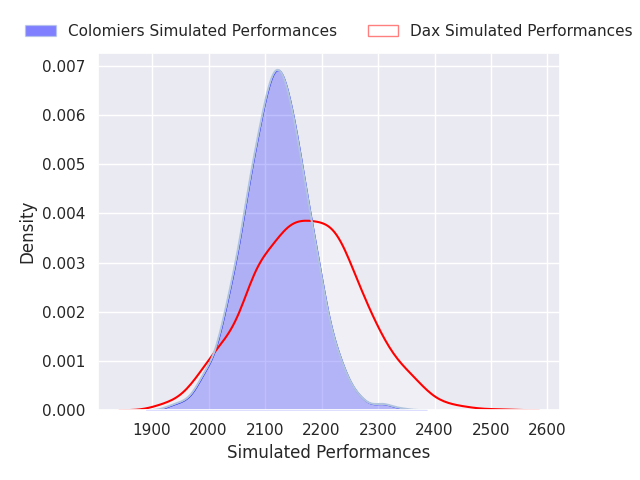 Colomiers Simulated Performances
Dax Simulated Performances
0.007
0.006
0.005
0.004
0.003
0.002
0.001
0.000
Density
1900 2000 2100 2200 2300 2400 2500 2600
Simulated Performances